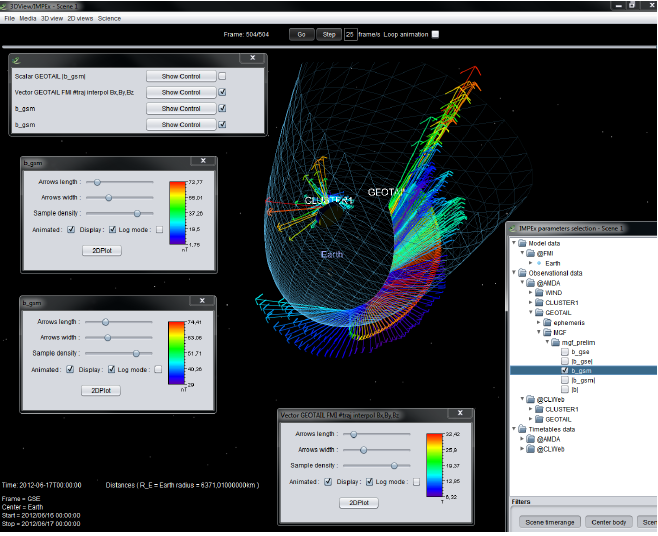 3DView/IMPEx - Scene 1
File Media 3D view 2D views Science
Frame: 504/504 Go Step 25 frame/s Loop animation
X
Scalar GEOTAIL |b_gsm| Show Control
Vector GEOTAIL FMI #traj interpol Bx,By,Bz Show Control
b_gsm Show Control
b_gsm Show Control
b_gsm X
Arrows length :
Arrows width :
Sample density :
Animated : Display : Log mode :
2DPlot
72,77
55,01
37,28
19,5
1,75
nT
CLUSTER1
GEOTAIL
Earth
b_gsm X
Arrows length :
Arrows width :
Sample density :
Animated : Display : Log mode :
2DPlot
74,41
63,06
51,71
40,36
29
nT
Vector GEOTAIL FMI #traj interpol Bx,By,Bz X
Arrows length :
Arrows width :
Sample density :
Animated : Display : Log mode :
2DPlot
33,42
25,9
19,37
12,95
6,32
T
IMPEx parameters selection - Scene 1
Model data
@FMI
Earth
Observational data
@AMDA
WIND
CLUSTER1
GEOTAIL
ephemeris
MGF
mgf_prelim
b_gse
|b_gse|
b_gsm
|b_gsm|
|b|
@CLWeb
CLUSTER1
GEOTAIL
Timetables data
@AMDA
@CLWeb
Filters
Scene timerange Center body Scen
Time: 2012-06-17T00:00:00 Distances ( R_E = Earth radius = 6371,01000000km )
Frame = GSE
Center = Earth
Start = 2012/06/16 00:00:00
Stop = 2012/06/17 00:00:00